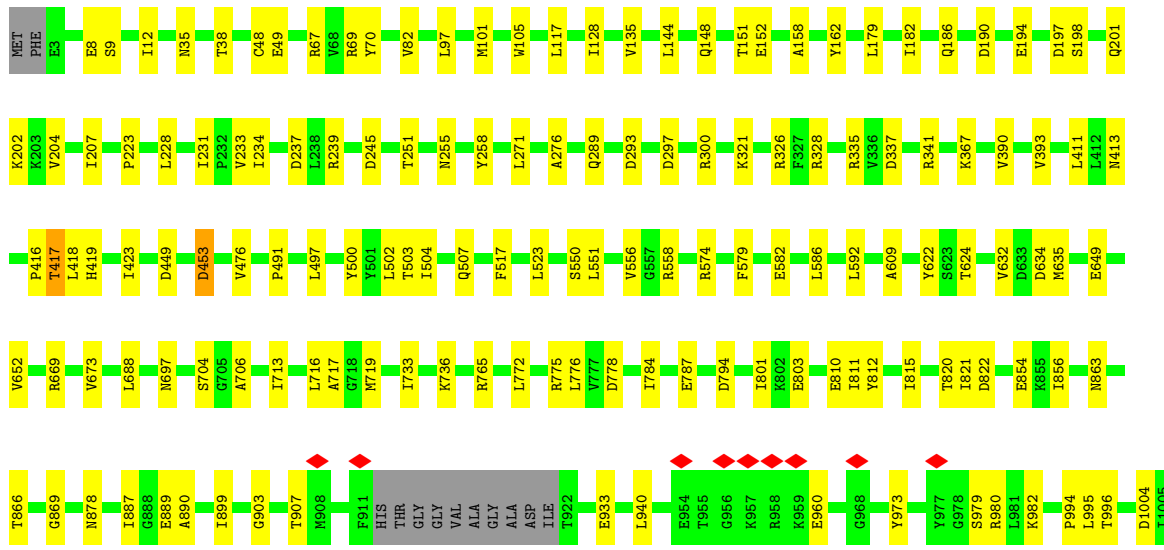 MET PHE E3 E8 S9 I12 N35 T38 C48 E49 R67 V68 R69 Y70 V82 L97 M101 W105 L117 I128 V135 L144 Q148 T151 E152 A158 Y162 L179 I182 Q186 D190 E194 D197 S198 Q201
K202 K203 V204 I207 P223 L228 I231 P232 V233 I234 D237 L238 R239 D245 T251 N255 Y258 L271 A276 Q289 D293 D297 R300 K321 R326 F327 R328 R335 V336 D337 R341 K367 V390 V393 L411 L412 N413
P416 T417 L418 H419 I423 D449 D453 V476 P491 L497 Y500 Y501 L502 T503 I504 Q507 F517 L523 S550 L551 V556 G557 R558 R574 F579 E582 L586 L592 A609 Y622 S623 T624 V632 D633 D634 M635 E649
V652 R669 V673 L688 N697 S704 G705 A706 I713 L716 A717 G718 M719 I733 K736 R765 L772 R775 L776 V777 D778 I784 E787 D794 I801 K802 E803 E810 I811 Y812 I815 T820 I821 D822 E854 K855 I856 N863
T866 G869 N878 I887 G888 E889 A890 I899 G903 T907 M908 F911 HIS THR GLY GLY VAL ALA GLY ALA ASP ILE T922 E933 L940 E954 T955 G956 K957 R958 K959 E960 G968 Y973 Y977 G978 S979 R980 L981 K982 P994 L995 T996 D1004 I1005